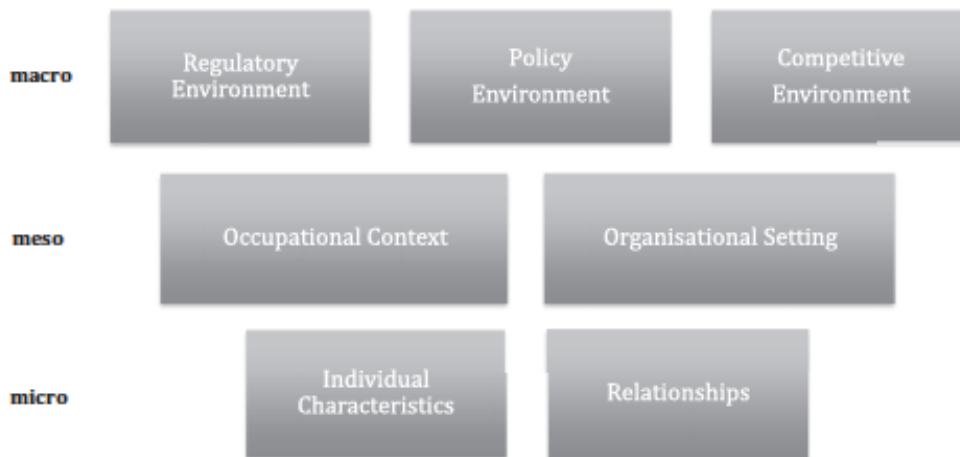 macro
Regulatory
Environment
Policy
Environment
Competitive
Environment
meso
Occupational Context
Organisational Setting
micro
Individual
Characteristics
Relationships